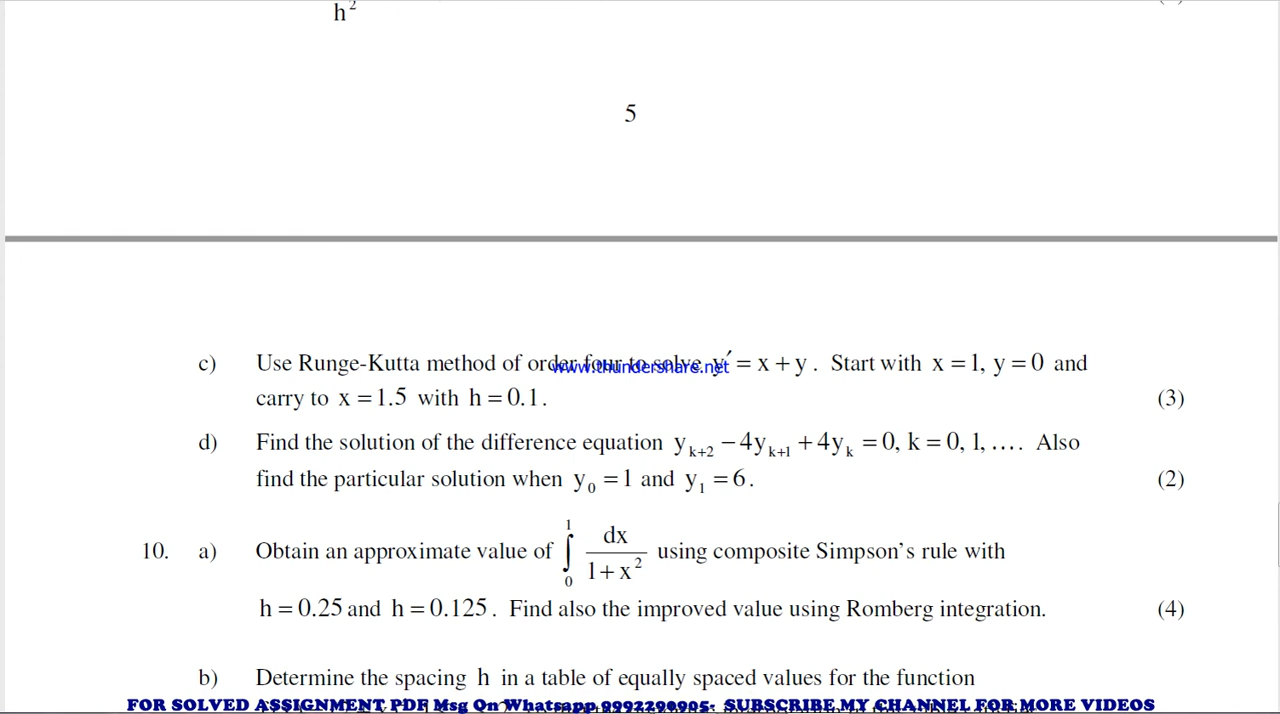 h²
5
c) Use Runge-Kutta method of order four to solve y′ = x + y . Start with x = 1, y = 0 and
www.thundershare.net
carry to x = 1.5 with h = 0.1. (3)
d) Find the solution of the difference equation yₖ₊₂ − 4yₖ₊₁ + 4yₖ = 0, k = 0, 1, …. Also
find the particular solution when y₀ = 1 and y₁ = 6. (2)
10. a) Obtain an approximate value of ∫₀¹ dx/(1 + x²) using composite Simpson's rule with
h = 0.25 and h = 0.125. Find also the improved value using Romberg integration. (4)
b) Determine the spacing h in a table of equally spaced values for the function
FOR SOLVED ASSIGNMENT PDF Msg On Whatsapp 9992290905- SUBSCRIBE MY CHANNEL FOR MORE VIDEOS